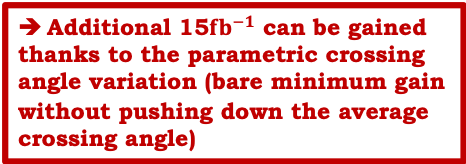 ➔ Additional 15fb⁻¹ can be gained
thanks to the parametric crossing
angle variation (bare minimum gain
without pushing down the average
crossing angle)